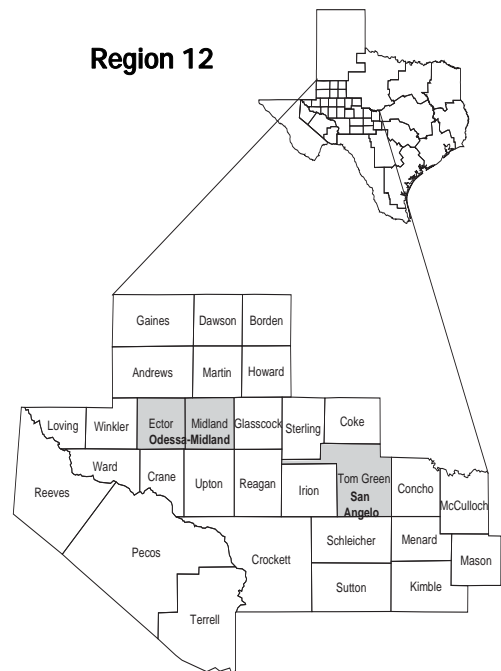 Region 12
Gaines Dawson Borden
Andrews Martin Howard
Loving Winkler Ector Midland Glasscock Sterling Coke
Odessa-Midland
Reeves Ward Crane Upton Reagan Irion Tom Green Concho McCulloch
San
Angelo
Pecos Crockett Schleicher Menard Mason
Terrell Sutton Kimble